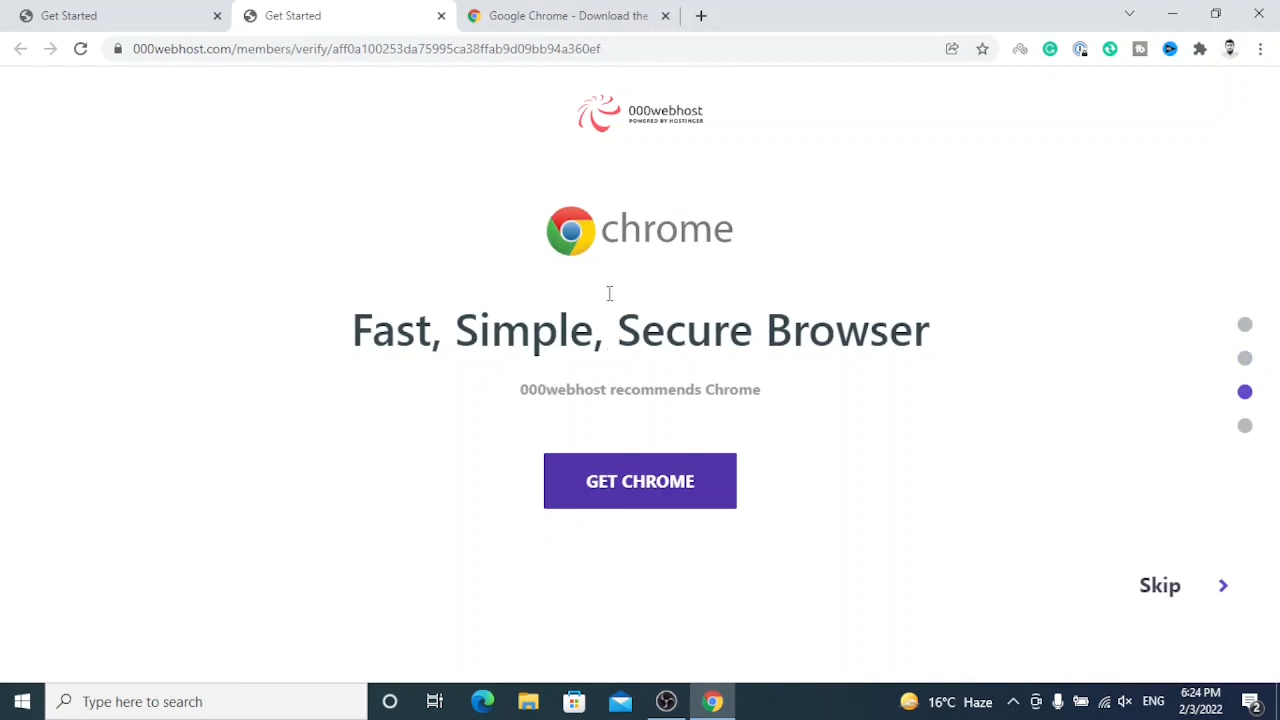 Get Started
Get Started
Google Chrome - Download the
000webhost.com/members/verify/aff0a100253da75995ca38ffab9d09bb94a360ef
000webhost
POWERED BY HOSTINGER
chrome
Fast, Simple, Secure Browser
000webhost recommends Chrome
GET CHROME
Skip
Type here to search
16°C Haze
ENG
6:24 PM
2/3/2022
2